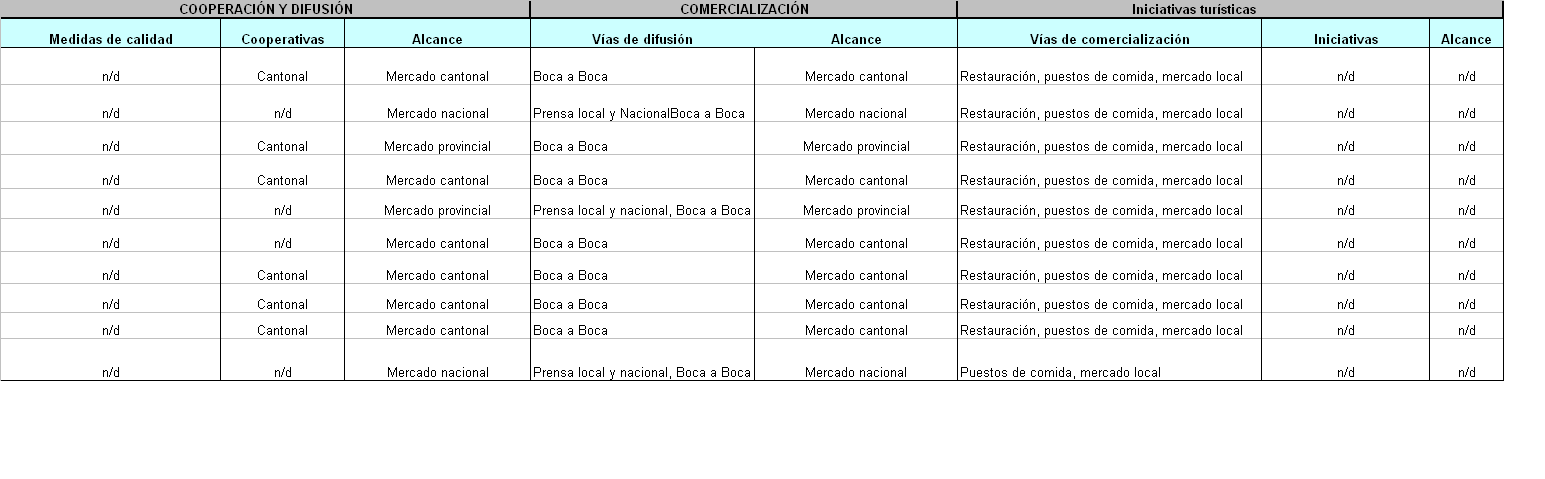 COOPERACIÓN Y DIFUSIÓN COMERCIALIZACIÓN Iniciativas turísticas
Medidas de calidad Cooperativas Alcance Vías de difusión Alcance Vías de comercialización Iniciativas Alcance
n/d Cantonal Mercado cantonal Boca a Boca Mercado cantonal Restauración, puestos de comida, mercado local n/d n/d
n/d n/d Mercado nacional Prensa local y NacionalBoca a Boca Mercado nacional Restauración, puestos de comida, mercado local n/d n/d
n/d Cantonal Mercado provincial Boca a Boca Mercado provincial Restauración, puestos de comida, mercado local n/d n/d
n/d Cantonal Mercado cantonal Boca a Boca Mercado cantonal Restauración, puestos de comida, mercado local n/d n/d
n/d n/d Mercado provincial Prensa local y nacional, Boca a Boca Mercado provincial Restauración, puestos de comida, mercado local n/d n/d
n/d n/d Mercado cantonal Boca a Boca Mercado cantonal Restauración, puestos de comida, mercado local n/d n/d
n/d Cantonal Mercado cantonal Boca a Boca Mercado cantonal Restauración, puestos de comida, mercado local n/d n/d
n/d Cantonal Mercado cantonal Boca a Boca Mercado cantonal Restauración, puestos de comida, mercado local n/d n/d
n/d Cantonal Mercado cantonal Boca a Boca Mercado cantonal Restauración, puestos de comida, mercado local n/d n/d
n/d n/d Mercado nacional Prensa local y nacional, Boca a Boca Mercado nacional Puestos de comida, mercado local n/d n/d